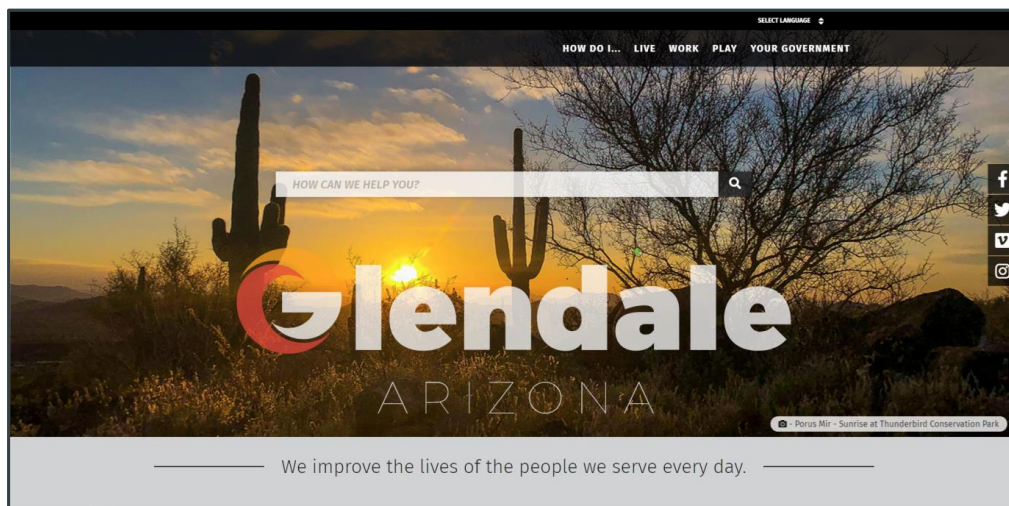 SELECT LANGUAGE
HOW DO I... LIVE WORK PLAY YOUR GOVERNMENT
HOW CAN WE HELP YOU?
Glendale
ARIZONA
- Porus Mir - Sunrise at Thunderbird Conservation Park
We improve the lives of the people we serve every day.